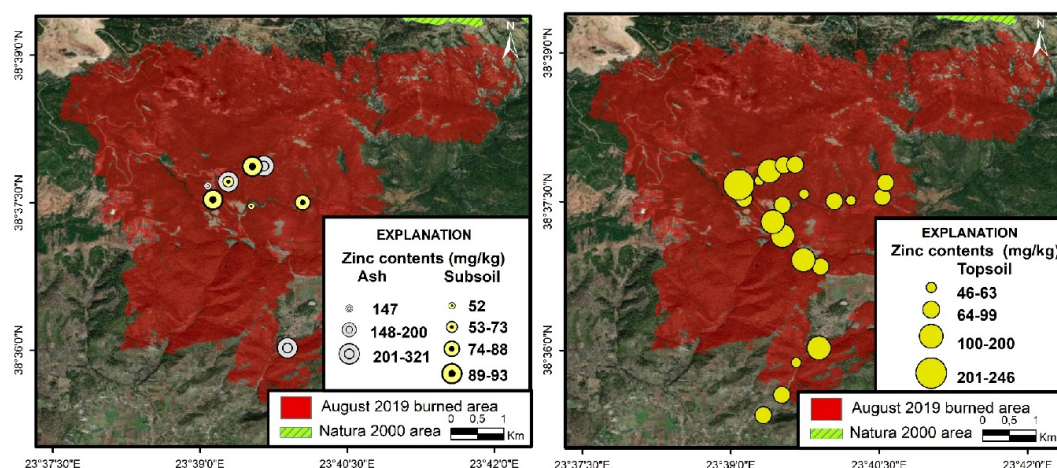 N
38°39'0"N
38°37'30"N
38°36'0"N
EXPLANATION
Zinc contents (mg/kg)
Ash Subsoil
147 52
148-200 53-73
201-321 74-88
89-93
August 2019 burned area
Natura 2000 area
0 0,5 1
Km
23°37'30"E 23°39'0"E 23°40'30"E 23°42'0"E
N
38°39'0"N
38°37'30"N
38°36'0"N
EXPLANATION
Zinc contents (mg/kg)
Topsoil
46-63
64-99
100-200
201-246
August 2019 burned area
Natura 2000 area
0 0,5 1
Km
23°37'30"E 23°39'0"E 23°40'30"E 23°42'0"E